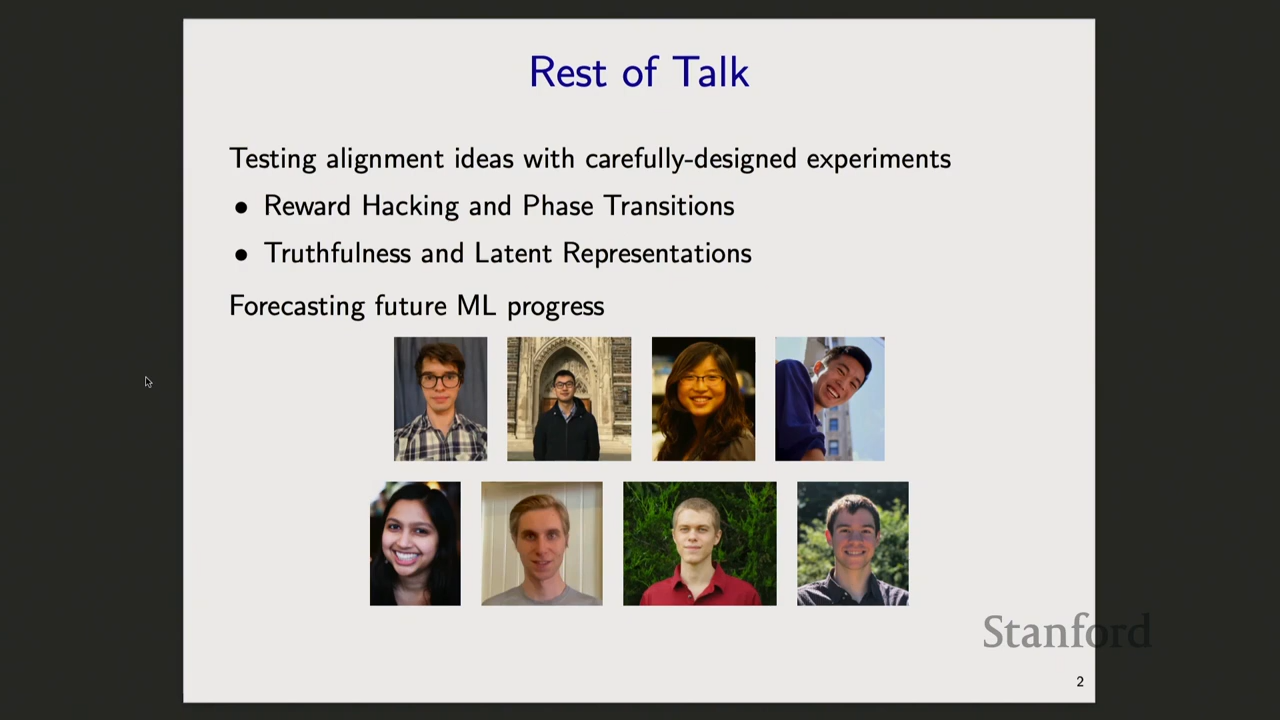 Rest of Talk
Testing alignment ideas with carefully-designed experiments
• Reward Hacking and Phase Transitions
• Truthfulness and Latent Representations
Forecasting future ML progress
Stanford
2